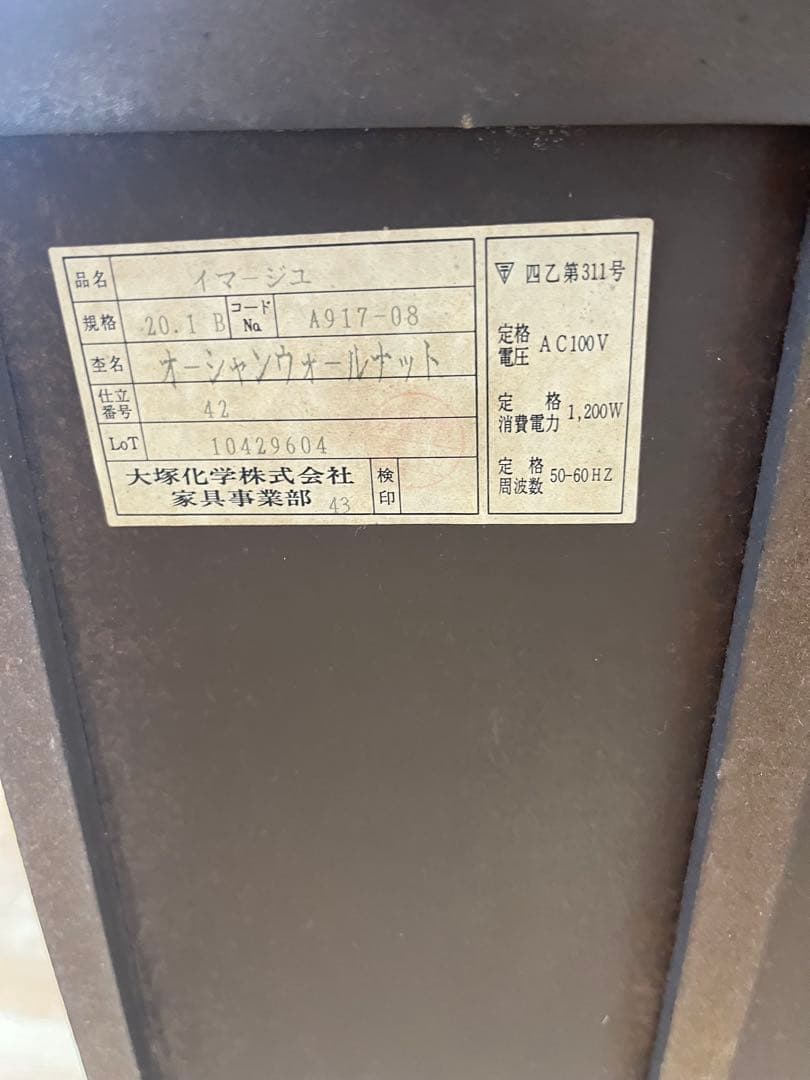 品名 イマージュ
規格 20.1 B コード No. A917-08
杢名 オーシャンウォールナット
仕立番号 42
LoT 10429604
大塚化学株式会社
家具事業部 43 検印
〒 四乙第311号
定格電圧 AC100V
定格消費電力 1,200W
定格周波数 50-60HZ